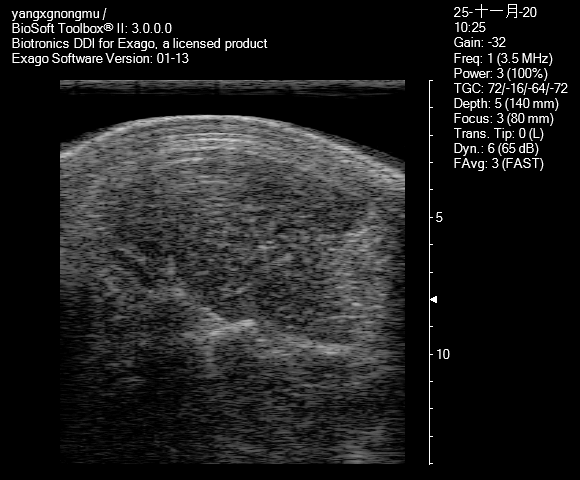 yangxgnongmu /
BioSoft Toolbox® II: 3.0.0.0
Biotronics DDI for Exago, a licensed product
Exago Software Version: 01-13
25-十一月-20
10:25
Gain: -32
Freq: 1 (3.5 MHz)
Power: 3 (100%)
TGC: 72/-16/-64/-72
Depth: 5 (140 mm)
Focus: 3 (80 mm)
Trans. Tip: 0 (L)
Dyn.: 6 (65 dB)
FAvg: 3 (FAST)
5
10